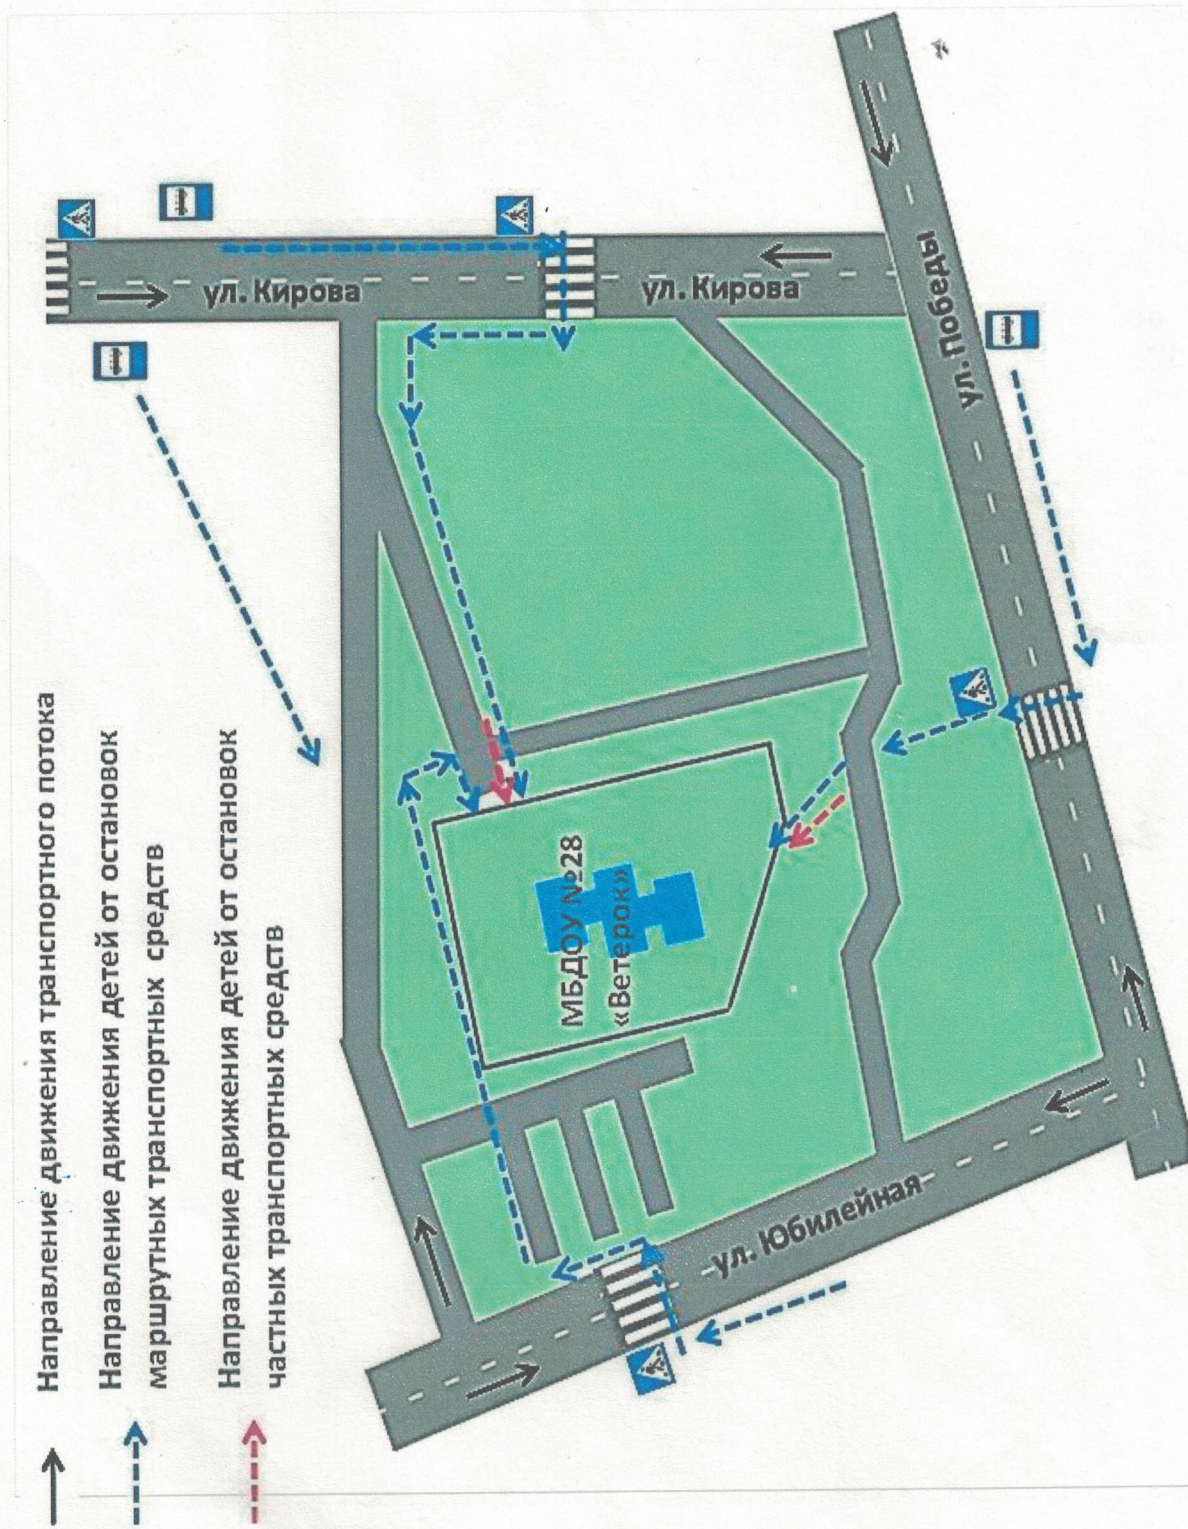 Направление движения транспортного потока
Направление движения детей от остановок
маршрутных транспортных средств
Направление движения детей от остановок
частных транспортных средств
ул. Кирова
ул. Кирова
ул. Победы
МБДОУ №28
«Ветерок»
ул. Юбилейная